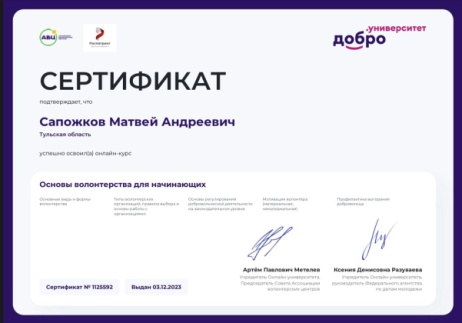 АВЦ
Роспатриот
добро.университет
СЕРТИФИКАТ
подтверждает, что
Сапожков Матвей Андреевич
Тульская область
успешно освоил(а) онлайн-курс
Основы волонтерства для начинающих
Основные виды и формы
волонтерства
Типы волонтерских
организаций, правила выбора и
основы работы с
организациями
Основы регулирования
добровольческой деятельности
на законодательном уровне
Мотивация волонтера
(материальная,
нематериальная)
Профилактика выгорания
добровольца
Артём Павлович Метелев
Учредитель Онлайн-университета,
Председатель Совета Ассоциации
волонтерских центров
Ксения Денисовна Разуваева
Учредитель Онлайн-университета,
руководитель Федерального агентства
по делам молодежи
Сертификат № 1125592
Выдан 03.12.2023